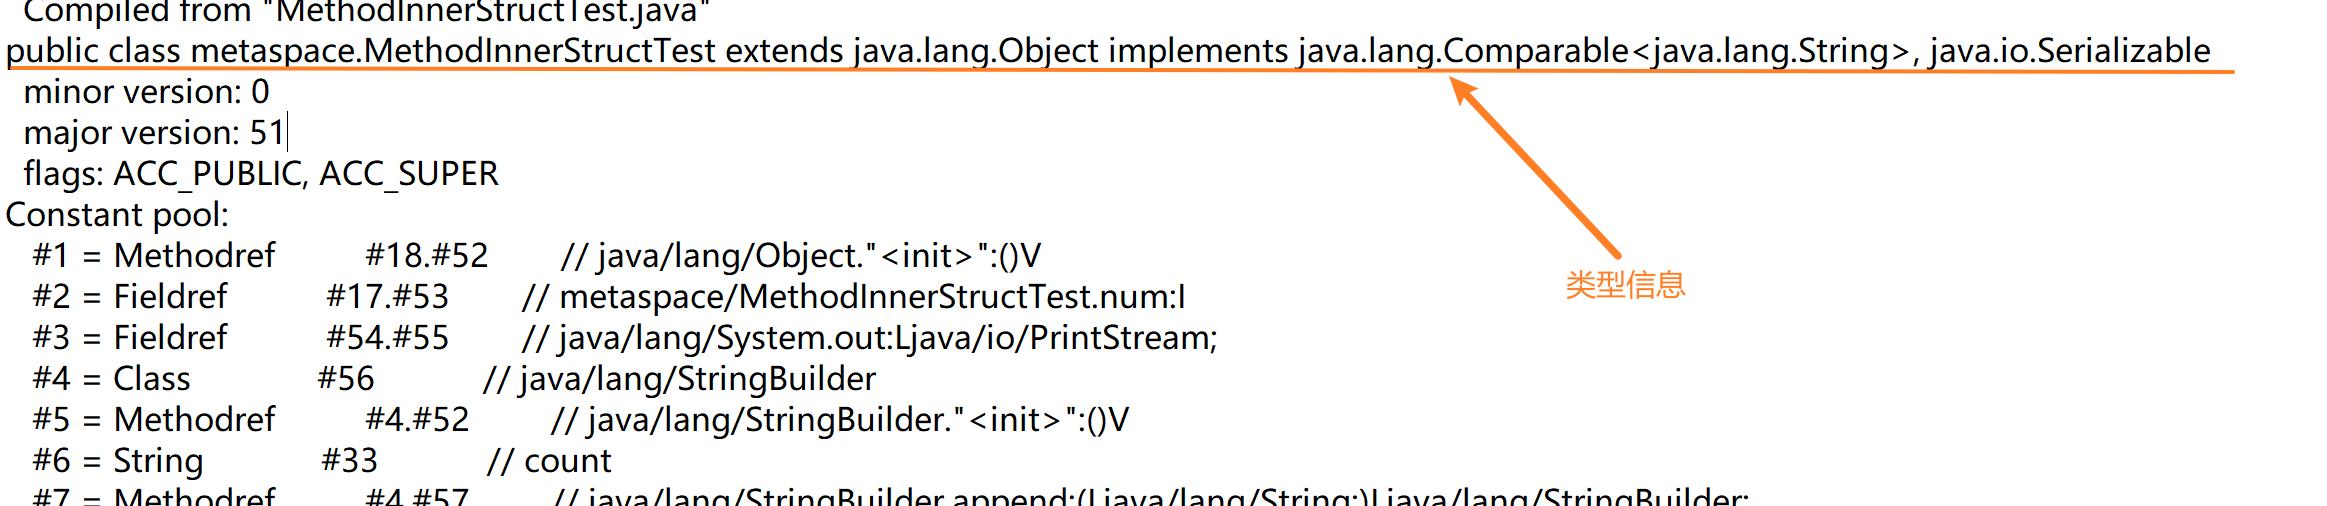 Compiled from "MethodInnerStructTest.java"
public class metaspace.MethodInnerStructTest extends java.lang.Object implements java.lang.Comparable<java.lang.String>, java.io.Serializable
minor version: 0
major version: 51
flags: ACC_PUBLIC, ACC_SUPER
Constant pool:
#1 = Methodref #18.#52 // java/lang/Object."<init>":()V
类型信息
#2 = Fieldref #17.#53 // metaspace/MethodInnerStructTest.num:I
#3 = Fieldref #54.#55 // java/lang/System.out:Ljava/io/PrintStream;
#4 = Class #56 // java/lang/StringBuilder
#5 = Methodref #4.#52 // java/lang/StringBuilder."<init>":()V
#6 = String #33 // count
#7 = Methodref #4.#57 // java/lang/StringBuilder.append:(Ljava/lang/String;)Ljava/lang/StringBuilder;